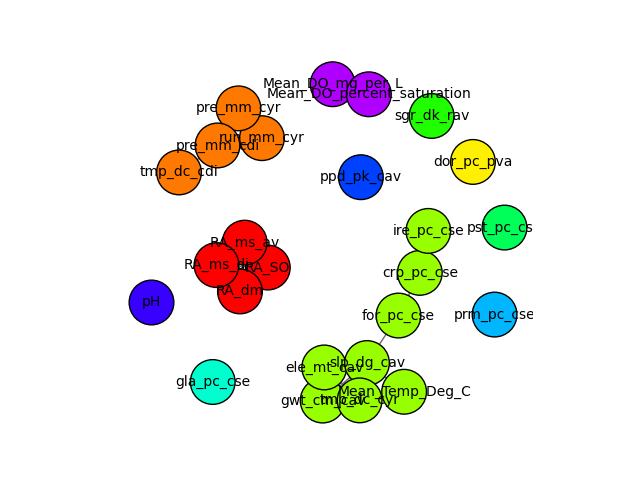 Mean_DO_mg_per_L
Mean_DO_percent_saturation
pre_mm_cyr
sgr_dk_rav
run_mm_cyr
pre_mm_cdi
dor_pc_pva
tmp_dc_cdi
ppd_pk_cav
pst_pc_cs
ire_pc_cse
RA_ms_av
RA_ms_di
RA_SO
crp_pc_cse
RA_dm
pH
prm_pc_cse
for_pc_cse
slp_dg_cav
ele_mt_cav
gla_pc_cse
Mean_Temp_Deg_C
gwt_cm_cav
tmp_dc_cyr